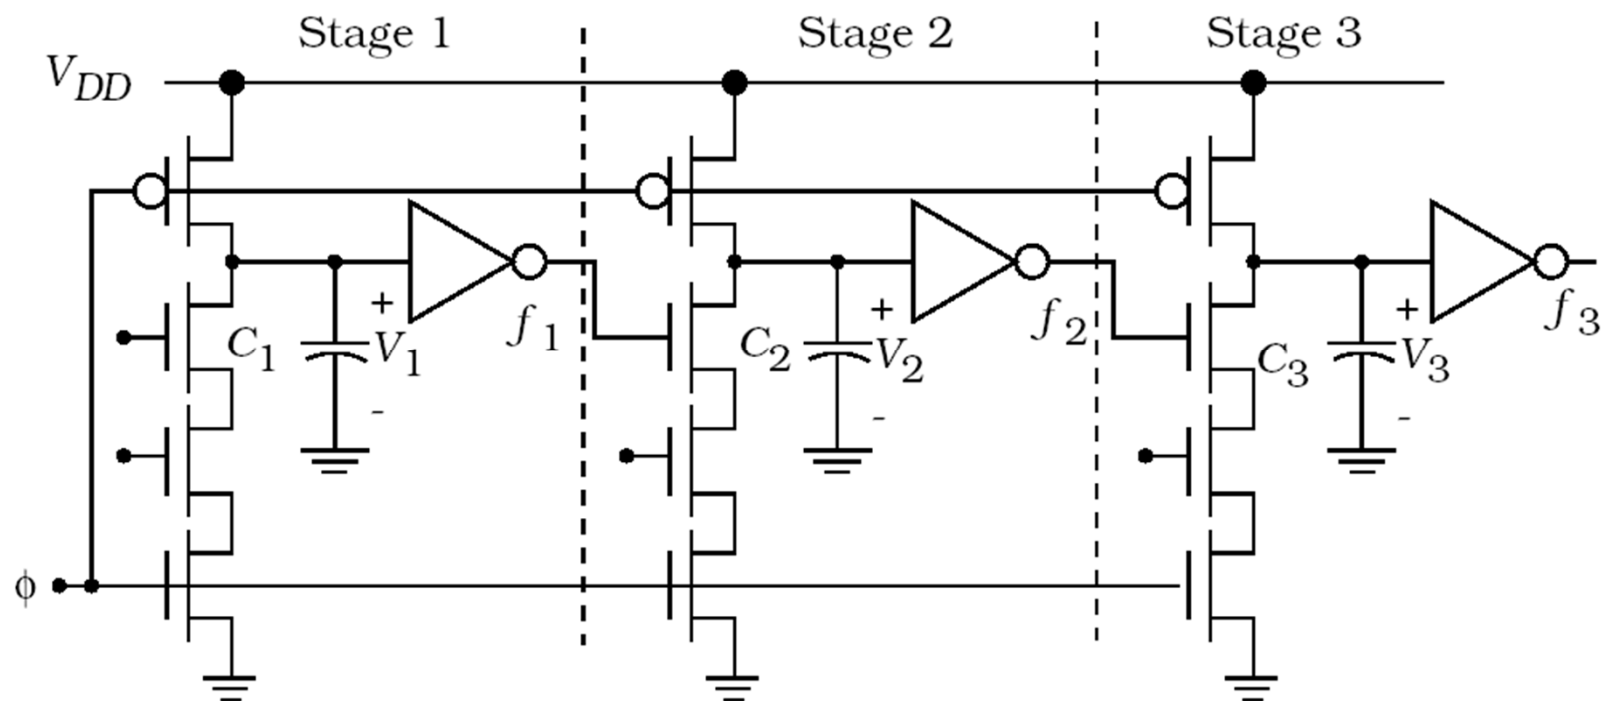 Stage 1
Stage 2
Stage 3
V_DD
+
C_1
V_1
-
f_1
+
C_2
V_2
-
f_2
+
C_3
V_3
-
f_3
ϕ